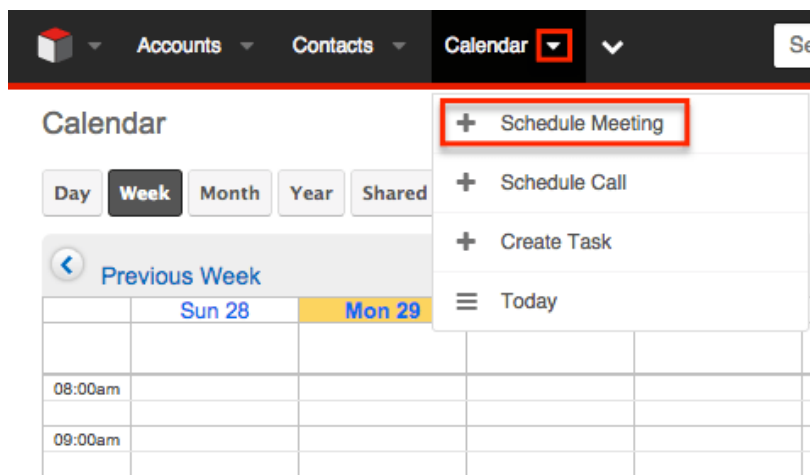 Accounts Contacts Calendar Se
Calendar
Schedule Meeting
Day Week Month Year Shared
Schedule Call
Create Task
Previous Week
Today
Sun 28 Mon 29
08:00am
09:00am